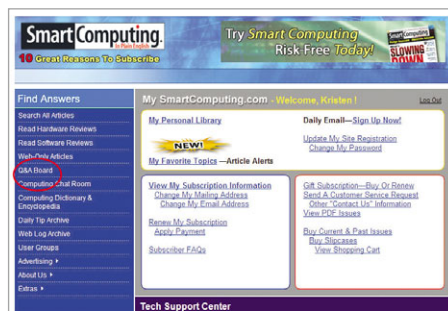 SmartComputing.
In Plain English
10 Great Reasons To Subscribe
Try Smart Computing
Risk Free Today!
Smart Computing
SLOWING
DOWN
Find Answers
Search All Articles
Read Hardware Reviews
Read Software Reviews
Web-Only Articles
Q&A Board
Computing Chat Room
Computing Dictionary &
Encyclopedia
Daily Tip Archive
Web Log Archive
User Groups
Advertising
About Us
Extras
My SmartComputing.com - Welcome, Kristen !
Log Out
My Personal Library
NEW!
My Favorite Topics —Article Alerts
Daily Email—Sign Up Now!
Update My Site Registration
Change My Password
View My Subscription Information
Change My Mailing Address
Change My Email Address
Renew My Subscription
Apply Payment
Subscriber FAQs
Gift Subscription—Buy Or Renew
Send A Customer Service Request
Other "Contact Us" Information
View PDF Issues
Buy Current & Past Issues
Buy Slipcases
View Shopping Cart
Tech Support Center